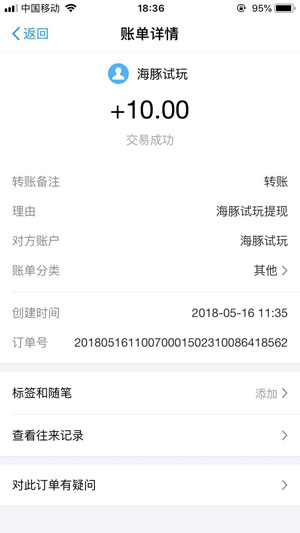 中国移动 18:36 95%
返回 账单详情
海豚试玩
+10.00
交易成功
转账备注 转账
理由 海豚试玩提现
对方账户 海豚试玩
账单分类 其他
创建时间 2018-05-16 11:35
订单号 20180516110070001502310086418562
标签和随笔 添加
查看往来记录
对此订单有疑问